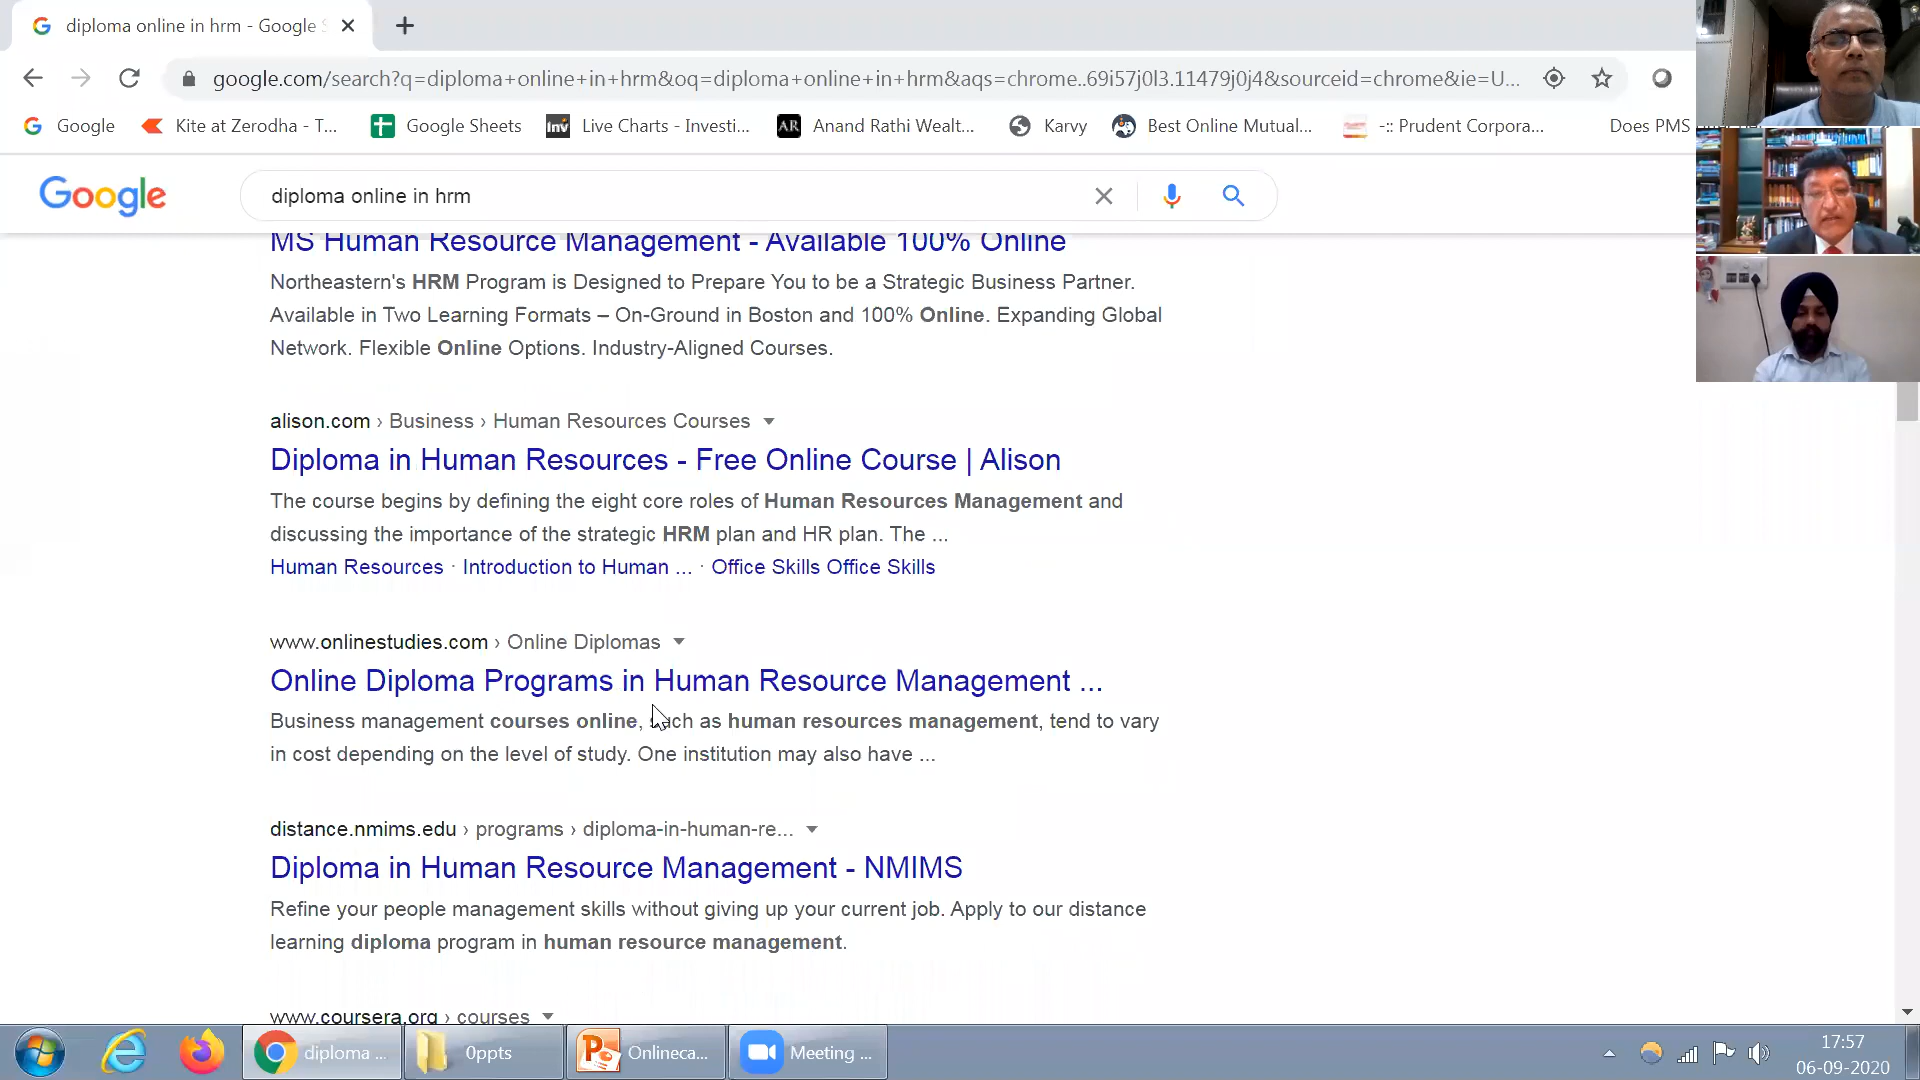 diploma online in hrm - Google S
google.com/search?q=diploma+online+in+hrm&oq=diploma+online+in+hrm&aqs=chrome..69i57j0l3.11479j0j4&sourceid=chrome&ie=U...
Google Kite at Zerodha - T... Google Sheets Inv Live Charts - Investi... AR Anand Rathi Wealt... Karvy Best Online Mutual... -:: Prudent Corpora... Does PMS
Google diploma online in hrm
MS Human Resource Management - Available 100% Online
Northeastern's HRM Program is Designed to Prepare You to be a Strategic Business Partner.
Available in Two Learning Formats – On-Ground in Boston and 100% Online. Expanding Global
Network. Flexible Online Options. Industry-Aligned Courses.
alison.com › Business › Human Resources Courses
Diploma in Human Resources - Free Online Course | Alison
The course begins by defining the eight core roles of Human Resources Management and
discussing the importance of the strategic HRM plan and HR plan. The ...
Human Resources · Introduction to Human ... · Office Skills Office Skills
www.onlinestudies.com › Online Diplomas
Online Diploma Programs in Human Resource Management ...
Business management courses online, such as human resources management, tend to vary
in cost depending on the level of study. One institution may also have ...
distance.nmims.edu › programs › diploma-in-human-re...
Diploma in Human Resource Management - NMIMS
Refine your people management skills without giving up your current job. Apply to our distance
learning diploma program in human resource management.
www.coursera.org › courses
diploma ... 0ppts Onlineca... Meeting ... 17:57
06-09-2020